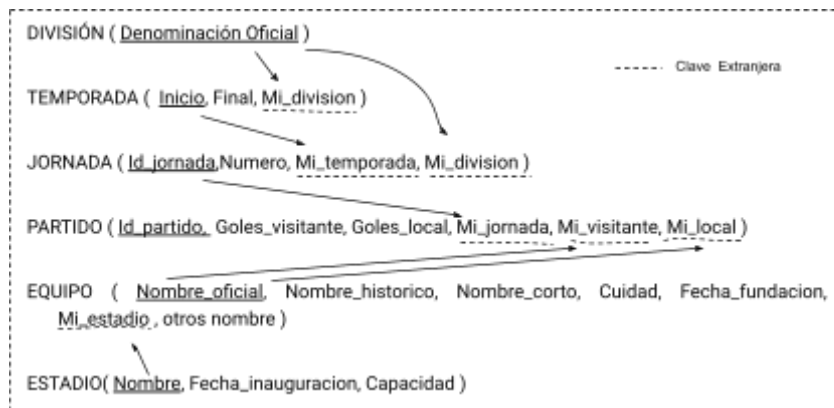 DIVISIÓN ( Denominación Oficial )
Clave Extranjera
TEMPORADA ( Inicio, Final, Mi_division )
JORNADA ( Id_jornada,Numero, Mi_temporada, Mi_division )
PARTIDO ( Id_partido, Goles_visitante, Goles_local, Mi_jornada, Mi_visitante, Mi_local )
EQUIPO ( Nombre_oficial, Nombre_historico, Nombre_corto, Cuidad, Fecha_fundacion,
Mi_estadio , otros nombre )
ESTADIO( Nombre, Fecha_inauguracion, Capacidad )